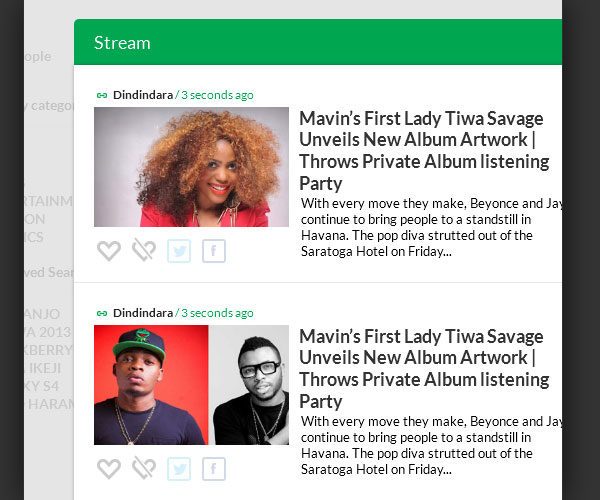 Stream
ople
y categor
RTAINM
ION
ICS
wed Sear
ANJO
VA 2013
KBERRY
A IKEJI
XY S4
HARAM
Dindindara / 3 seconds ago
Mavin's First Lady Tiwa Savage
Unveils New Album Artwork |
Throws Private Album listening
Party
With every move they make, Beyonce and Jay
continue to bring people to a standstill in
Havana. The pop diva strutted out of the
Saratoga Hotel on Friday...
Dindindara / 3 seconds ago
Mavin's First Lady Tiwa Savage
Unveils New Album Artwork |
Throws Private Album listening
Party
With every move they make, Beyonce and Jay
continue to bring people to a standstill in
Havana. The pop diva strutted out of the
Saratoga Hotel on Friday...